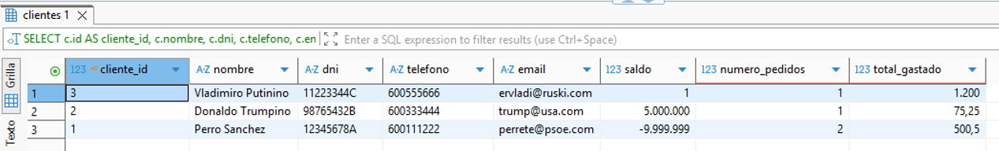 clientes 1
SELECT c.id AS cliente_id, c.nombre, c.dni, c.telefono, c.en Enter a SQL expression to filter results (use Ctrl+Space)
Grilla
Texto
123 cliente_id A-Z nombre A-Z dni A-Z telefono A-Z email 123 saldo 123 numero_pedidos 123 total_gastado
1 3 Vladimiro Putinino 11223344C 600555666 ervladi@ruski.com 1 1 1.200
2 2 Donaldo Trumpino 98765432B 600333444 trump@usa.com 5.000.000 1 75,25
3 1 Perro Sanchez 12345678A 600111222 perrete@psoe.com -9.999.999 2 500,5